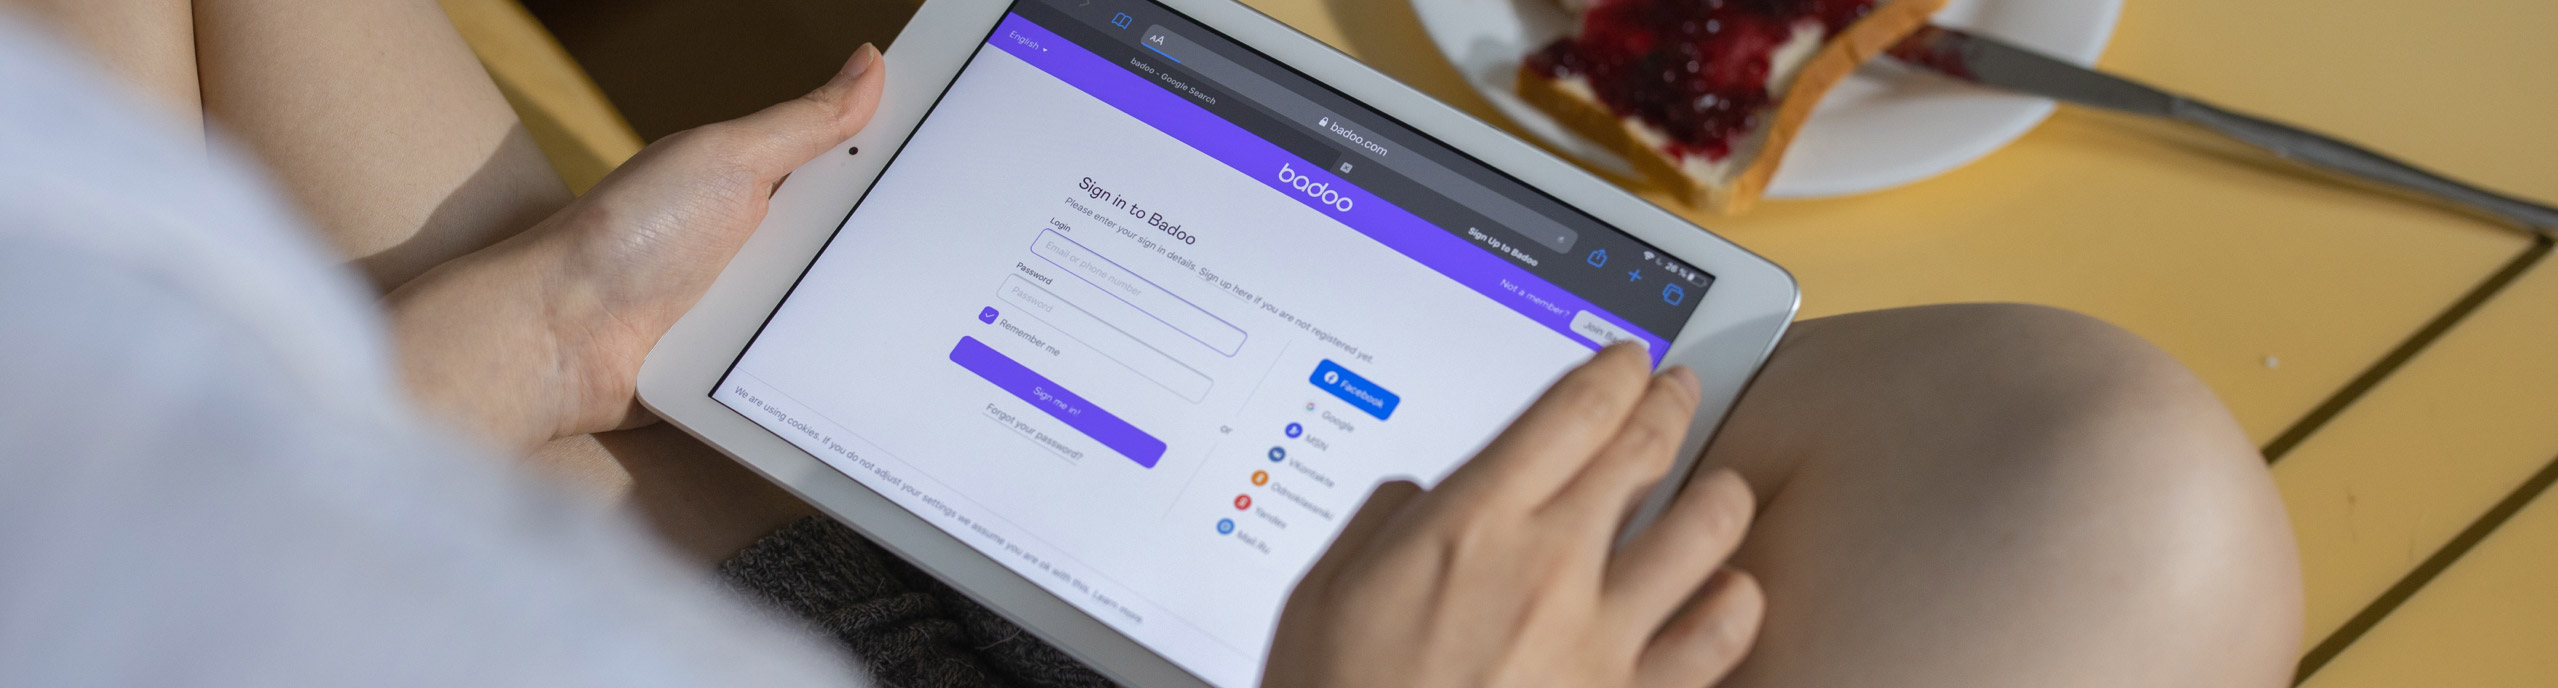 26 %
AA
badoo.com
badoo - Google Search
Sign Up to Badoo
English
badoo
Not a member?
Join
Sign in to Badoo
Please enter your sign in details. Sign up here if you are not registered yet.
Login
Email or phone number
Password
Password
Remember me
Sign me in!
Forgot your password?
or
Facebook
Google
MSN
VKontakte
Odnoklassniki
Yandex
Mail.Ru
We are using cookies. If you do not adjust your settings we assume you are ok with this. Learn more